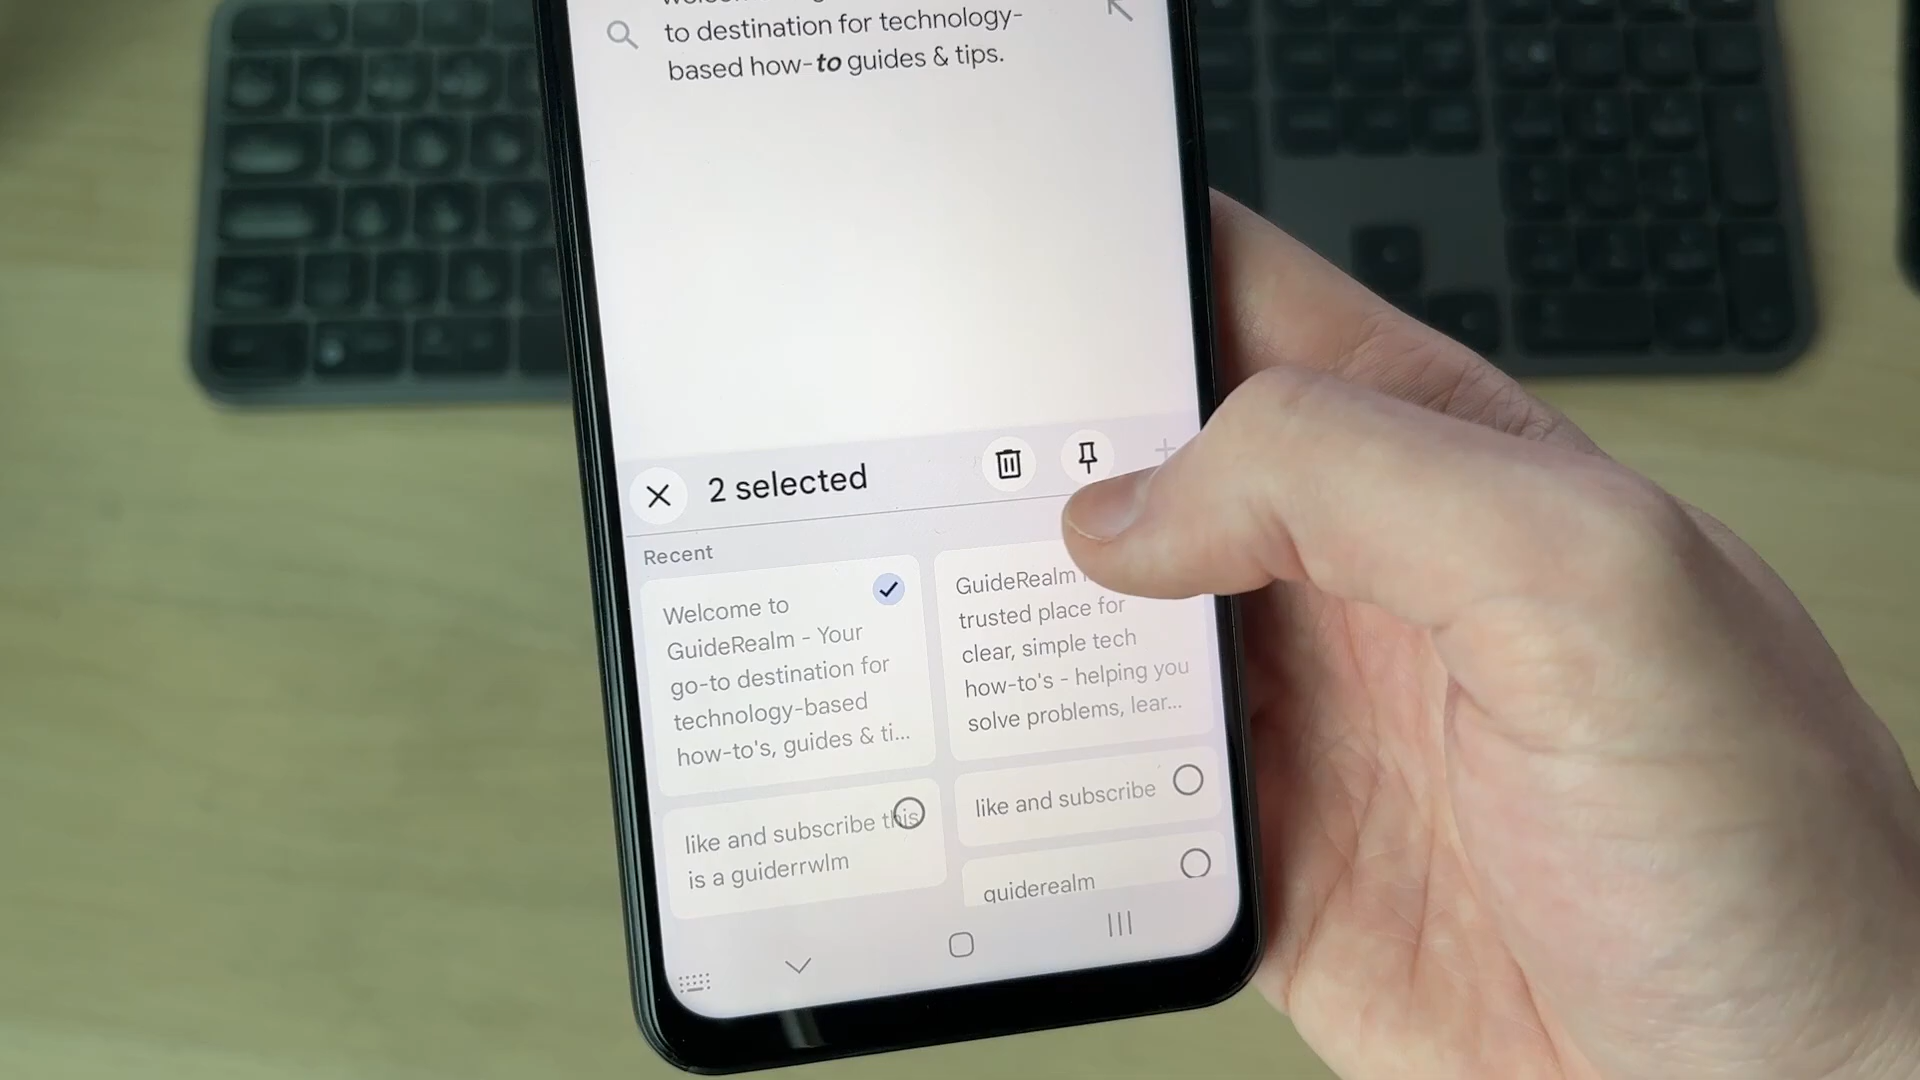 to destination for technology-
based how-to guides & tips.
2 selected
Recent
Welcome to
GuideRealm - Your
go-to destination for
technology-based
how-to's, guides & ti...
GuideRealm
trusted place for
clear, simple tech
how-to's - helping you
solve problems, lear...
like and subscribe this
is a guiderrwlm
like and subscribe
guiderealm